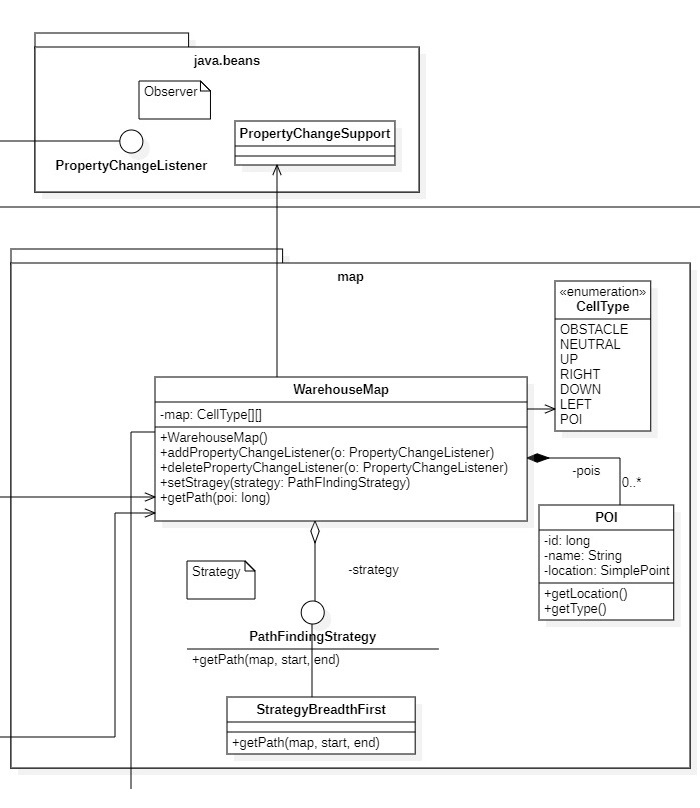 java.beans
Observer
PropertyChangeSupport
PropertyChangeListener
map
«enumeration»
CellType
OBSTACLE
NEUTRAL
UP
RIGHT
DOWN
LEFT
POI
WarehouseMap
-map: CellType[][]
+WarehouseMap()
+addPropertyChangeListener(o: PropertyChangeListener)
+deletePropertyChangeListener(o: PropertyChangeListener)
+setStragey(strategy: PathFIndingStrategy)
+getPath(poi: long)
-pois
0..*
POI
-id: long
-name: String
-location: SimplePoint
+getLocation()
+getType()
Strategy
-strategy
PathFindingStrategy
+getPath(map, start, end)
StrategyBreadthFirst
+getPath(map, start, end)